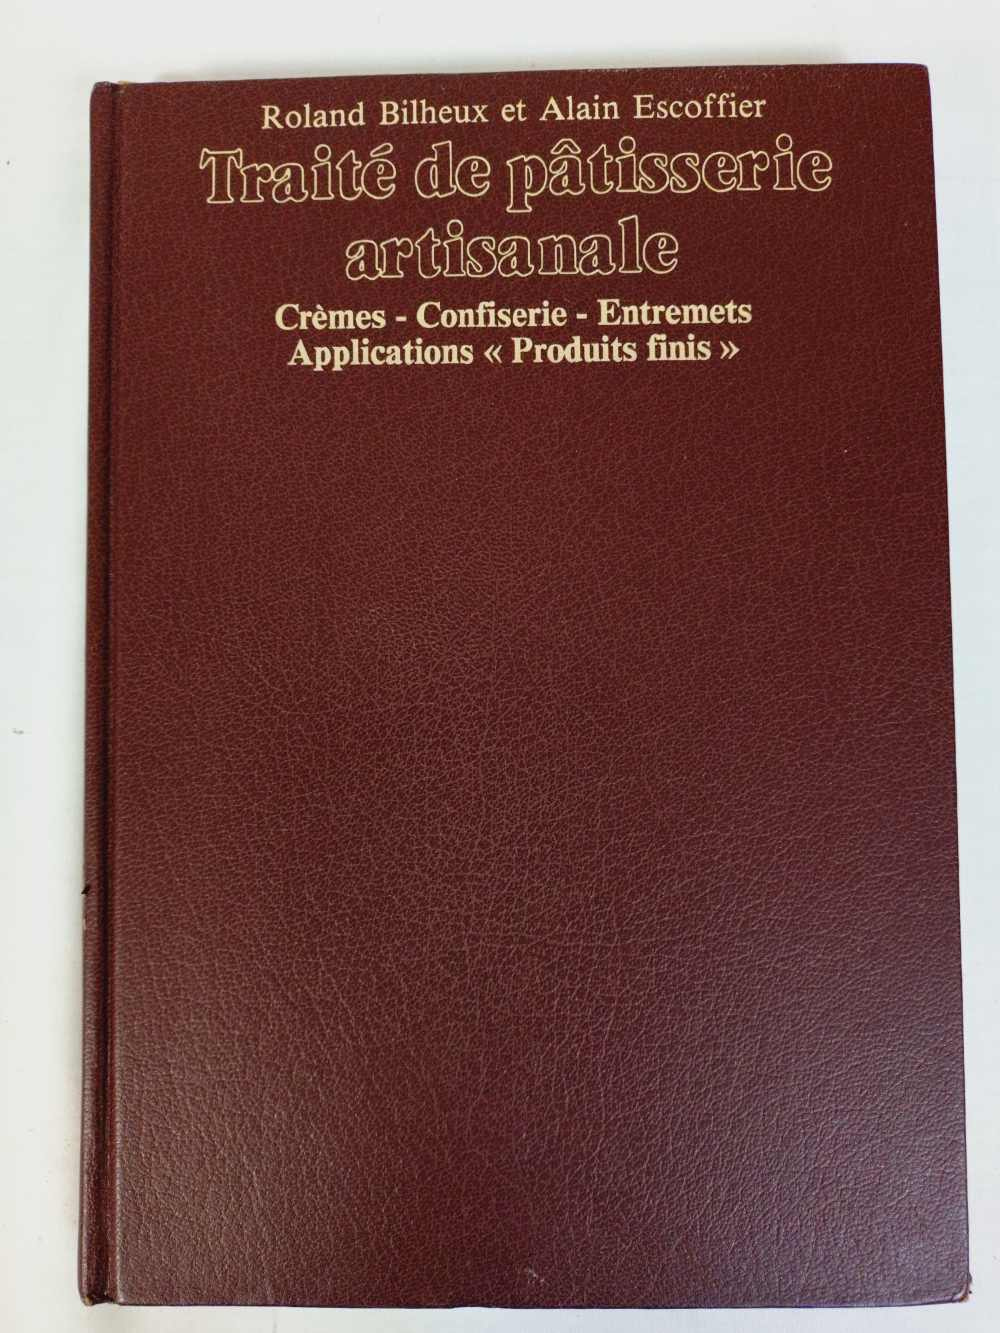 Roland Bilheux et Alain Escoffier
Traité de pâtisserie
artisanale
Crèmes - Confiserie - Entremets
Applications « Produits finis »